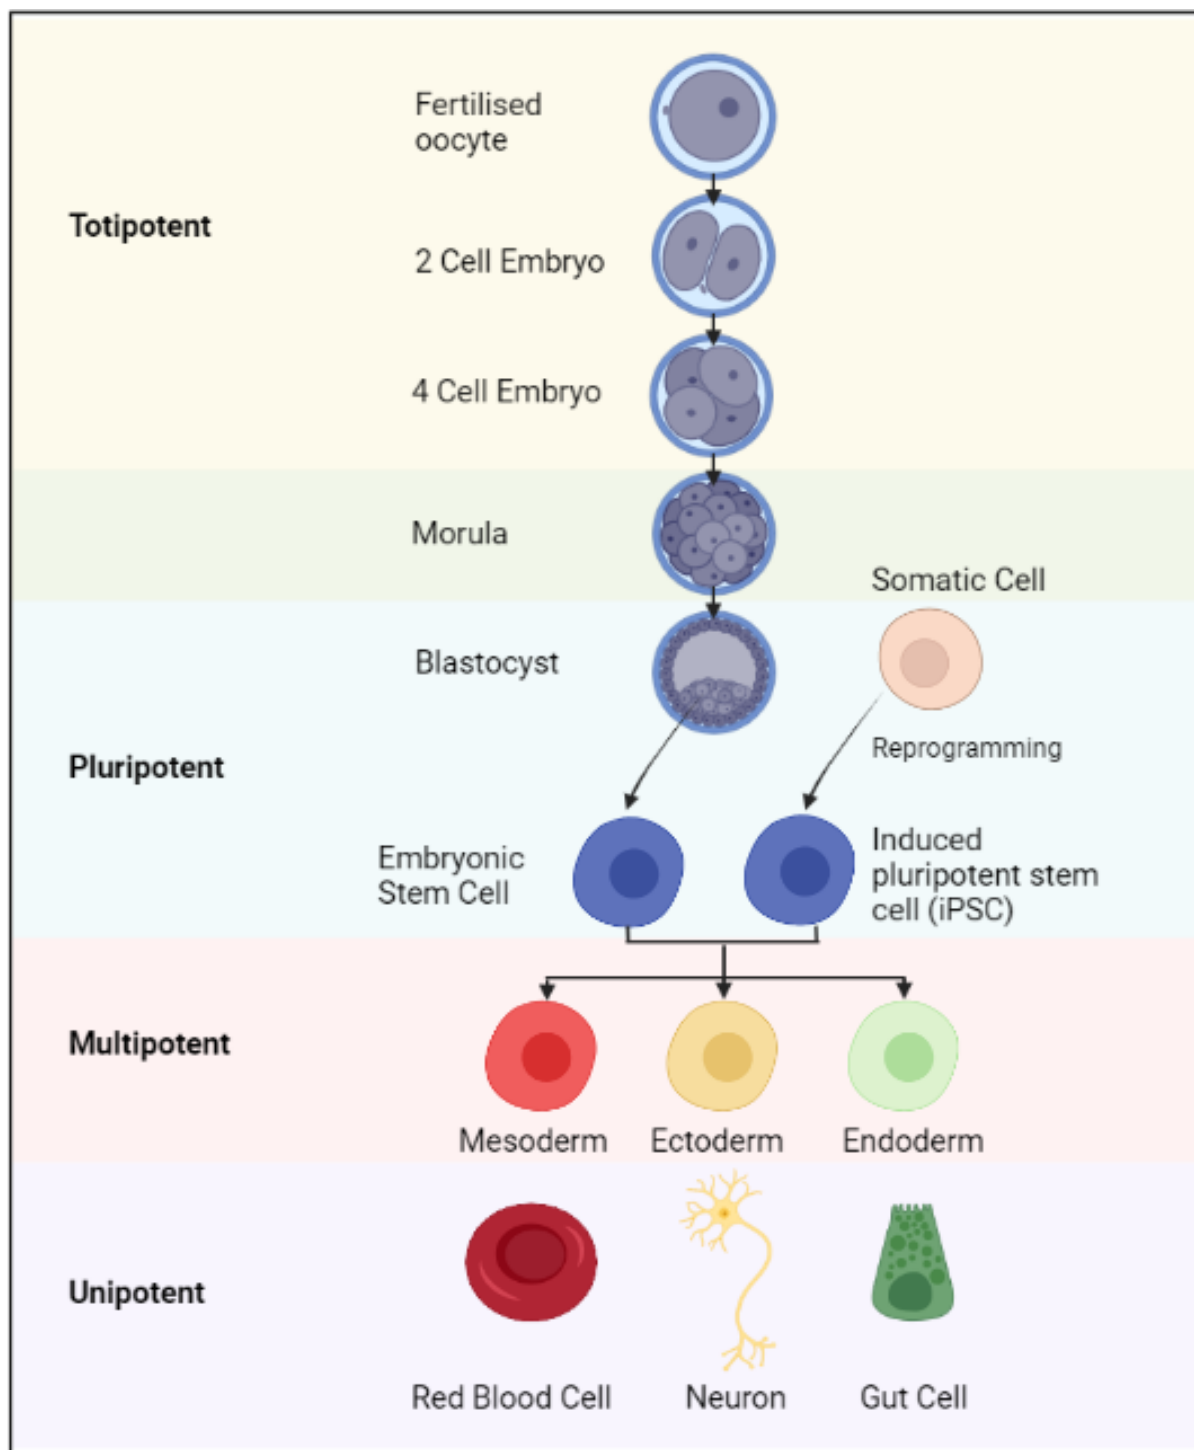 Fertilised
oocyte
Totipotent
2 Cell Embryo
4 Cell Embryo
Morula
Somatic Cell
Blastocyst
Reprogramming
Pluripotent
Embryonic
Stem Cell
Induced
pluripotent stem
cell (iPSC)
Multipotent
Mesoderm
Ectoderm
Endoderm
Unipotent
Red Blood Cell
Neuron
Gut Cell